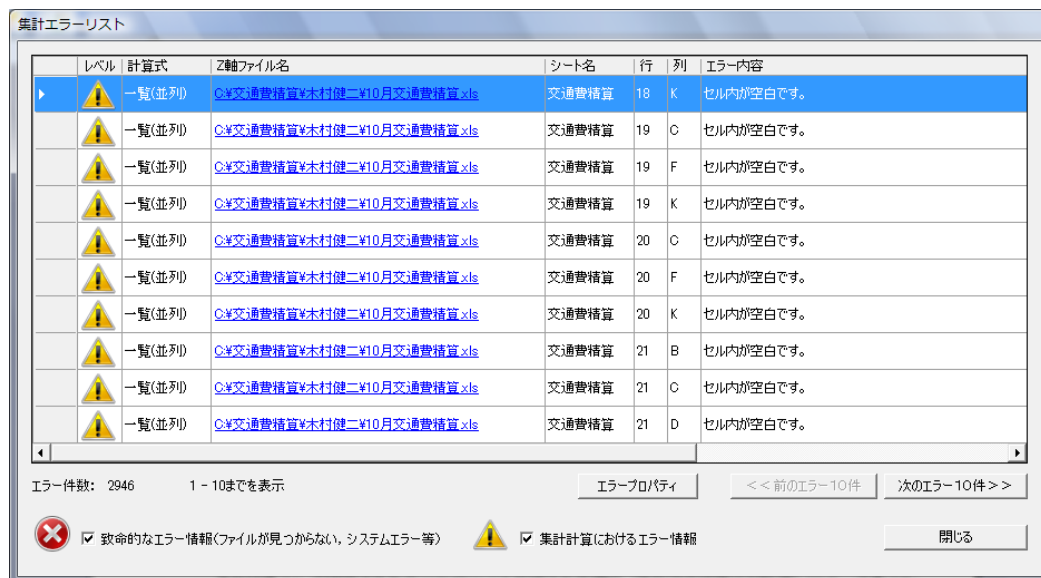 集計エラーリスト
レベル 計算式 Z軸ファイル名 シート名 行 列 エラー内容
一覧(並列) C:¥交通費精算¥木村健二¥10月交通費精算.xls 交通費精算 18 K セル内が空白です。
一覧(並列) C:¥交通費精算¥木村健二¥10月交通費精算.xls 交通費精算 19 C セル内が空白です。
一覧(並列) C:¥交通費精算¥木村健二¥10月交通費精算.xls 交通費精算 19 F セル内が空白です。
一覧(並列) C:¥交通費精算¥木村健二¥10月交通費精算.xls 交通費精算 19 K セル内が空白です。
一覧(並列) C:¥交通費精算¥木村健二¥10月交通費精算.xls 交通費精算 20 C セル内が空白です。
一覧(並列) C:¥交通費精算¥木村健二¥10月交通費精算.xls 交通費精算 20 F セル内が空白です。
一覧(並列) C:¥交通費精算¥木村健二¥10月交通費精算.xls 交通費精算 20 K セル内が空白です。
一覧(並列) C:¥交通費精算¥木村健二¥10月交通費精算.xls 交通費精算 21 B セル内が空白です。
一覧(並列) C:¥交通費精算¥木村健二¥10月交通費精算.xls 交通費精算 21 C セル内が空白です。
一覧(並列) C:¥交通費精算¥木村健二¥10月交通費精算.xls 交通費精算 21 D セル内が空白です。
エラー件数: 2946 1 - 10までを表示 エラープロパティ <<前のエラー10件 次のエラー10件>>
致命的なエラー情報(ファイルが見つからない, システムエラー等) 集計計算におけるエラー情報 閉じる